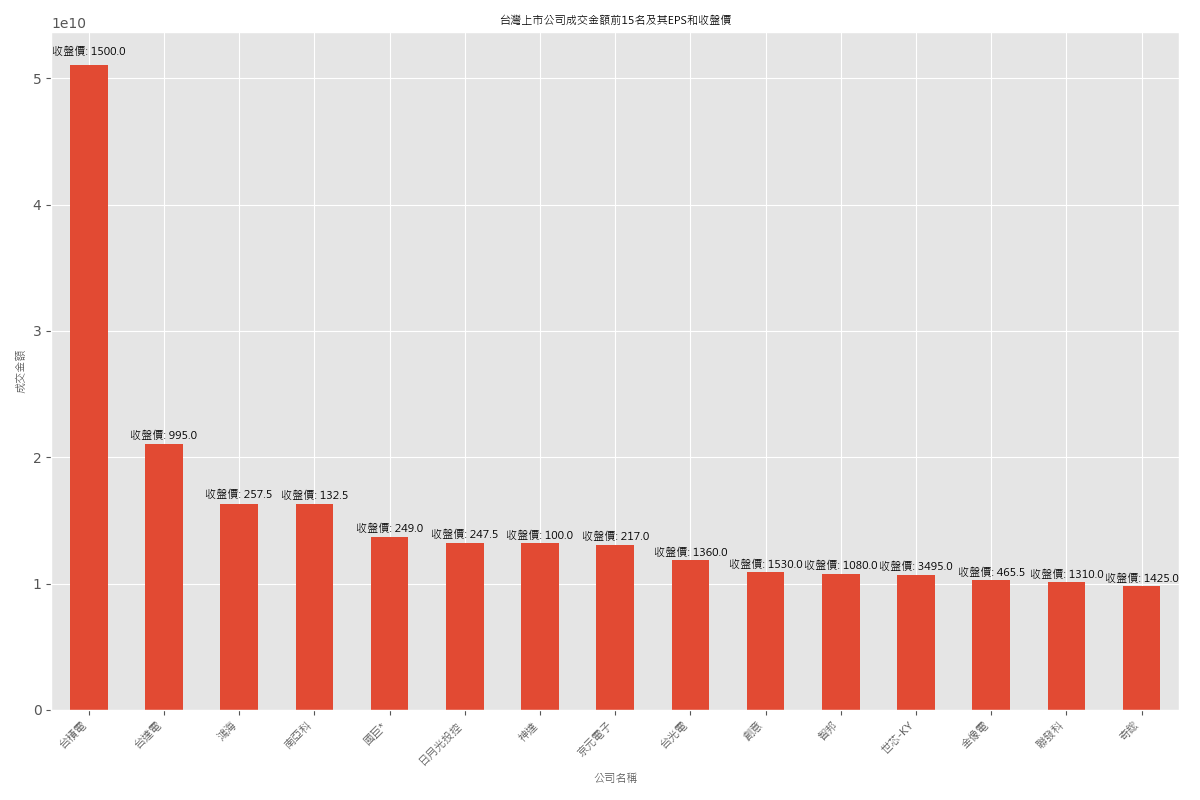 台灣上市公司成交金額前15名及其EPS和收盤價
1e10
收盤價: 1500.0
5
4
3
成交金額
收盤價: 995.0
2
收盤價: 257.5
收盤價: 132.5
收盤價: 249.0
收盤價: 247.5
收盤價: 100.0
收盤價: 217.0
收盤價: 1360.0
收盤價: 1530.0
收盤價: 1080.0
收盤價: 3495.0
收盤價: 465.5
收盤價: 1310.0
收盤價: 1425.0
1
0
台積電
台達電
鴻海
南亞科
國巨*
日月光投控
神達
京元電子
台光電
創意
智邦
世芯-KY
金像電
聯發科
奇鋐
公司名稱